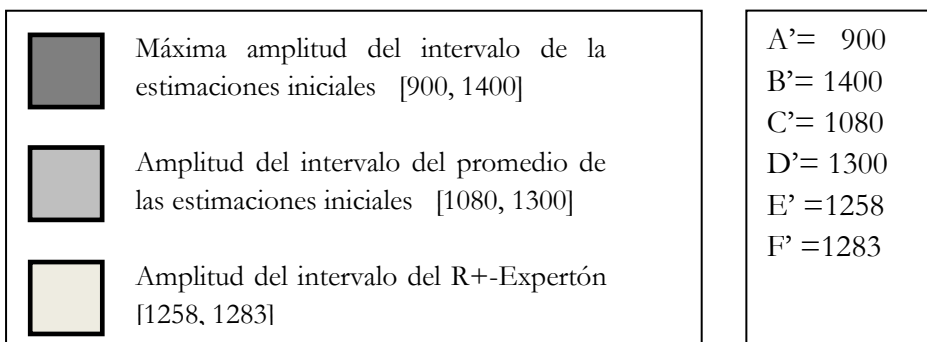 Máxima amplitud del intervalo de la
estimaciones iniciales [900, 1400]
Amplitud del intervalo del promedio de
las estimaciones iniciales [1080, 1300]
Amplitud del intervalo del R+-Expertón
[1258, 1283]
A’= 900
B’= 1400
C’= 1080
D’= 1300
E’ =1258
F’ =1283